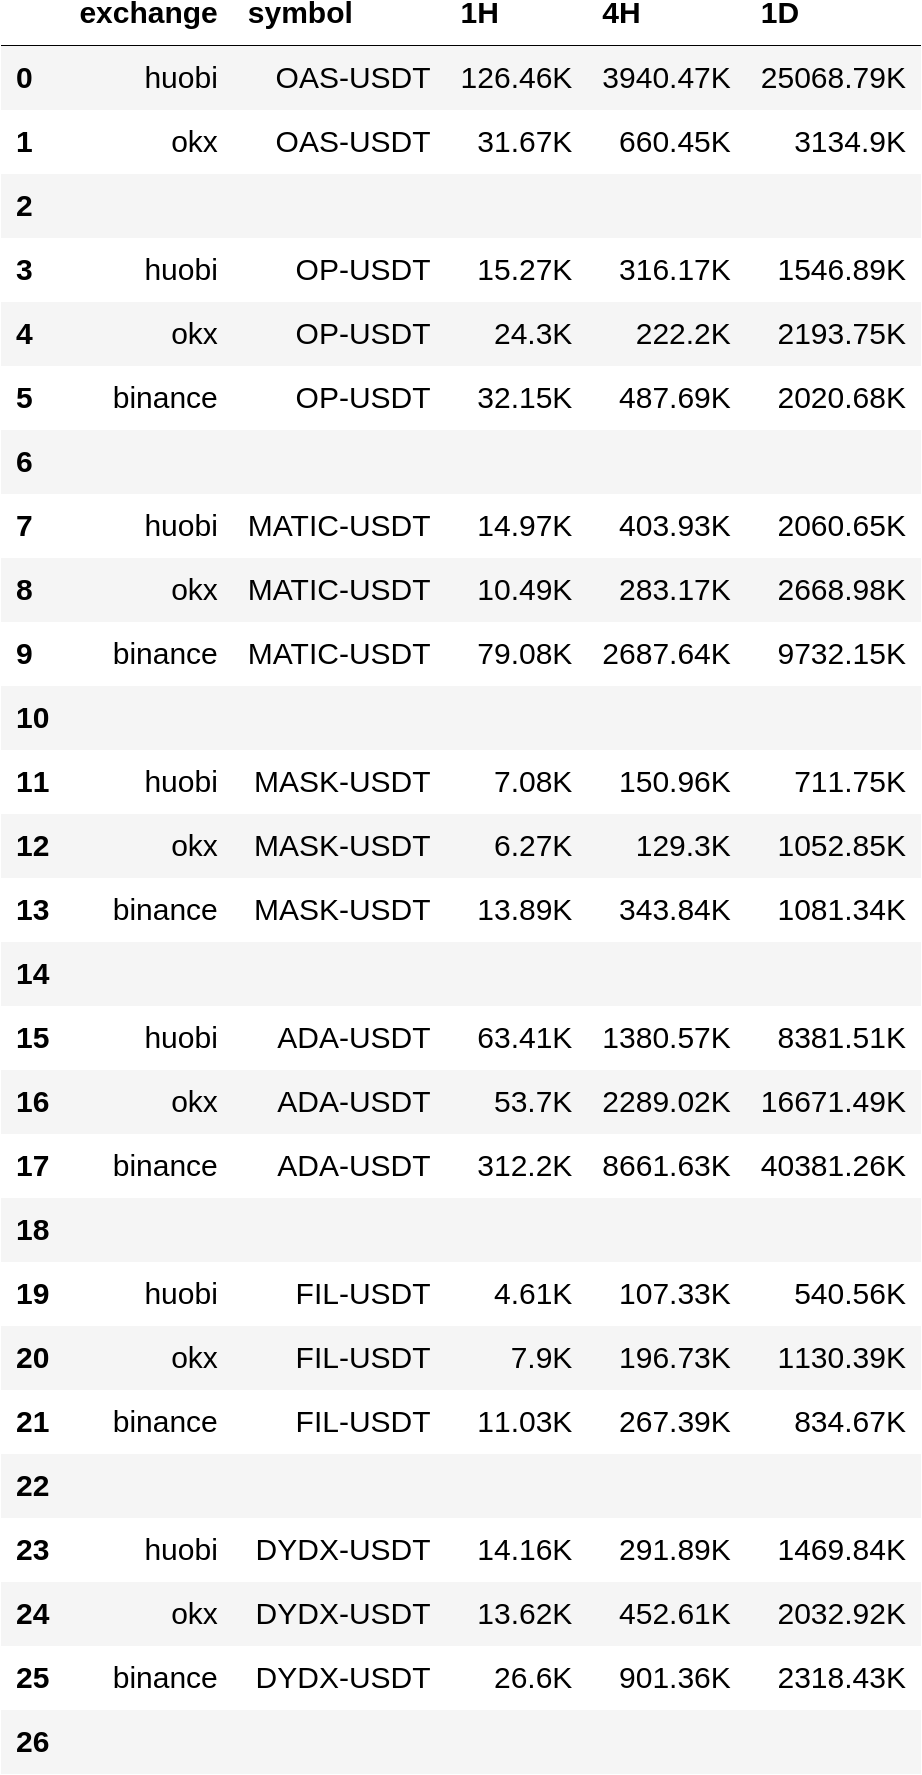 exchange symbol 1H 4H 1D
0 huobi OAS-USDT 126.46K 3940.47K 25068.79K
1 okx OAS-USDT 31.67K 660.45K 3134.9K
2
3 huobi OP-USDT 15.27K 316.17K 1546.89K
4 okx OP-USDT 24.3K 222.2K 2193.75K
5 binance OP-USDT 32.15K 487.69K 2020.68K
6
7 huobi MATIC-USDT 14.97K 403.93K 2060.65K
8 okx MATIC-USDT 10.49K 283.17K 2668.98K
9 binance MATIC-USDT 79.08K 2687.64K 9732.15K
10
11 huobi MASK-USDT 7.08K 150.96K 711.75K
12 okx MASK-USDT 6.27K 129.3K 1052.85K
13 binance MASK-USDT 13.89K 343.84K 1081.34K
14
15 huobi ADA-USDT 63.41K 1380.57K 8381.51K
16 okx ADA-USDT 53.7K 2289.02K 16671.49K
17 binance ADA-USDT 312.2K 8661.63K 40381.26K
18
19 huobi FIL-USDT 4.61K 107.33K 540.56K
20 okx FIL-USDT 7.9K 196.73K 1130.39K
21 binance FIL-USDT 11.03K 267.39K 834.67K
22
23 huobi DYDX-USDT 14.16K 291.89K 1469.84K
24 okx DYDX-USDT 13.62K 452.61K 2032.92K
25 binance DYDX-USDT 26.6K 901.36K 2318.43K
26